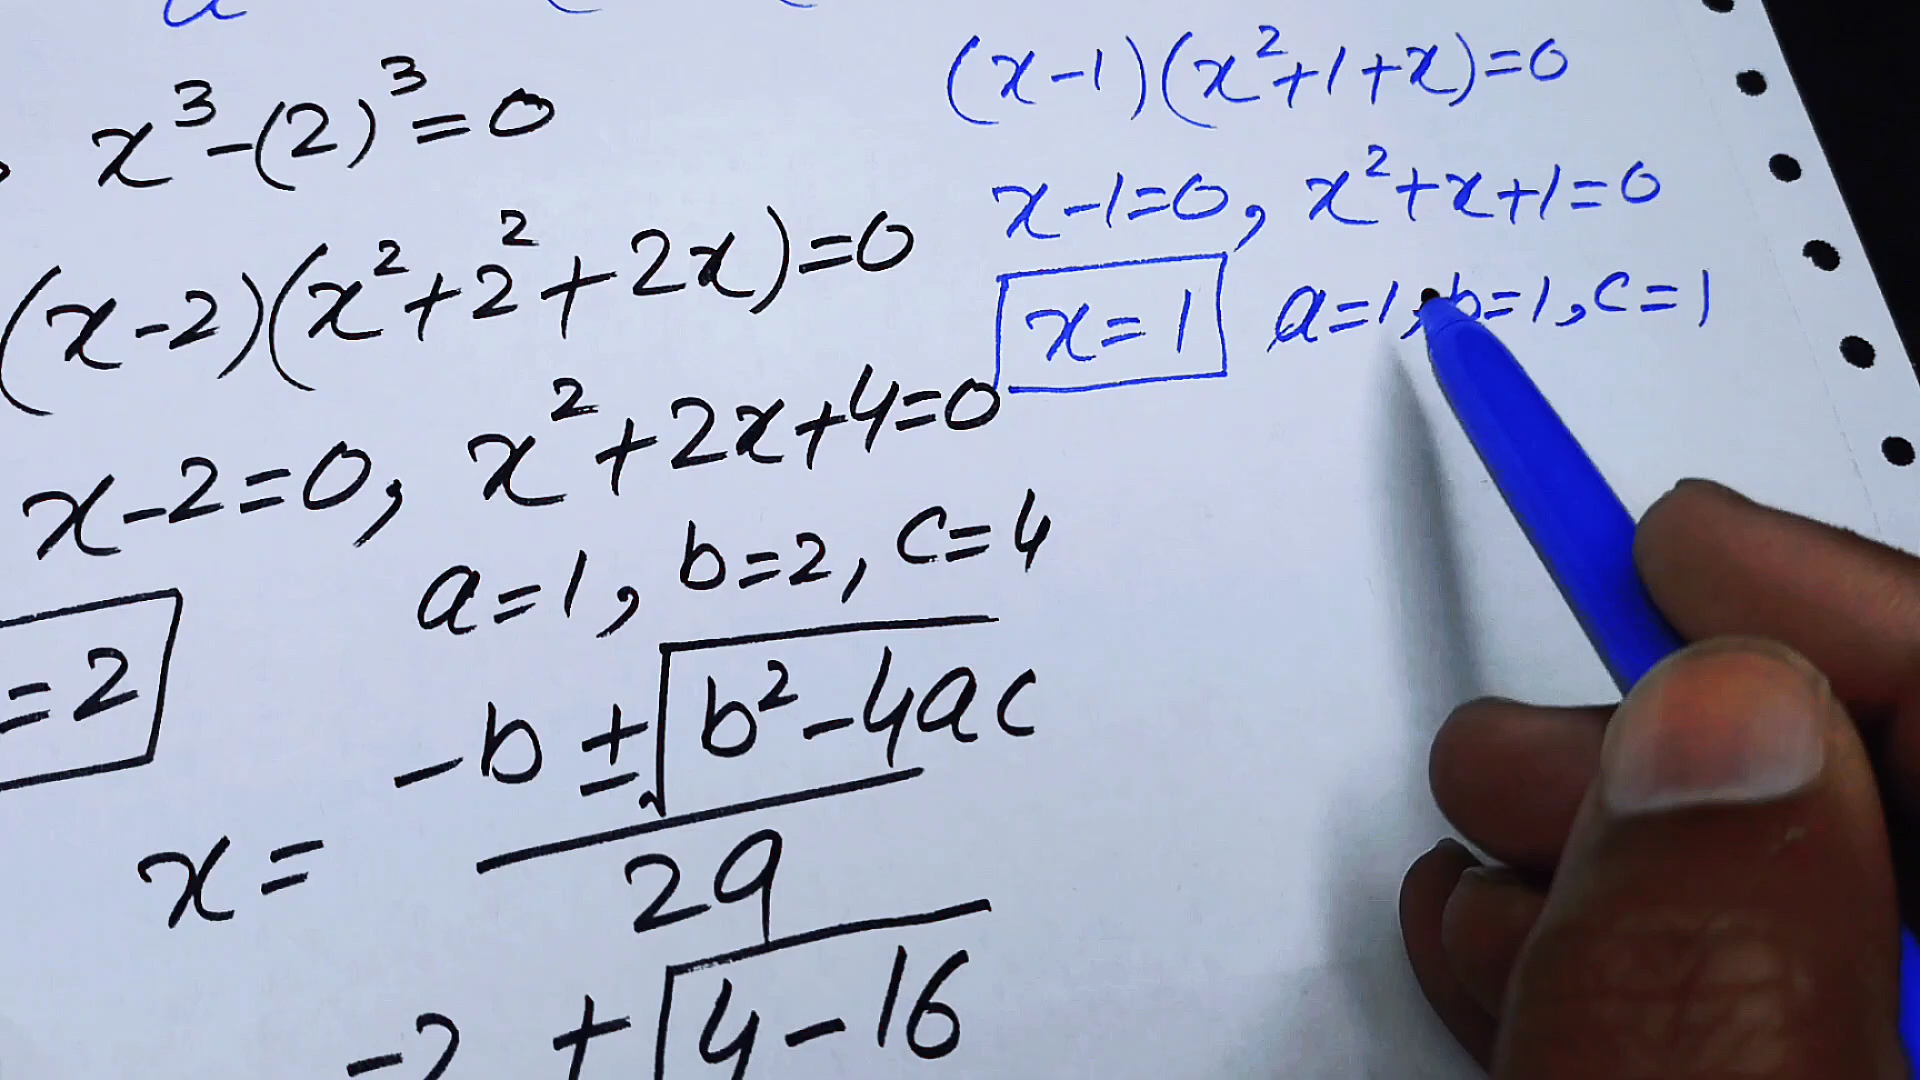 x³-(2)³=0
(x-2)(x²+2²+2x)=0
x-2=0, x²+2x+4=0
=2
a=1, b=2, c=4
x= -b ± √b²-4ac / 2a
-2 + √4-16
(x-1)(x²+1+x)=0
x-1=0, x²+x+1=0
x=1
a=1, b=1, c=1